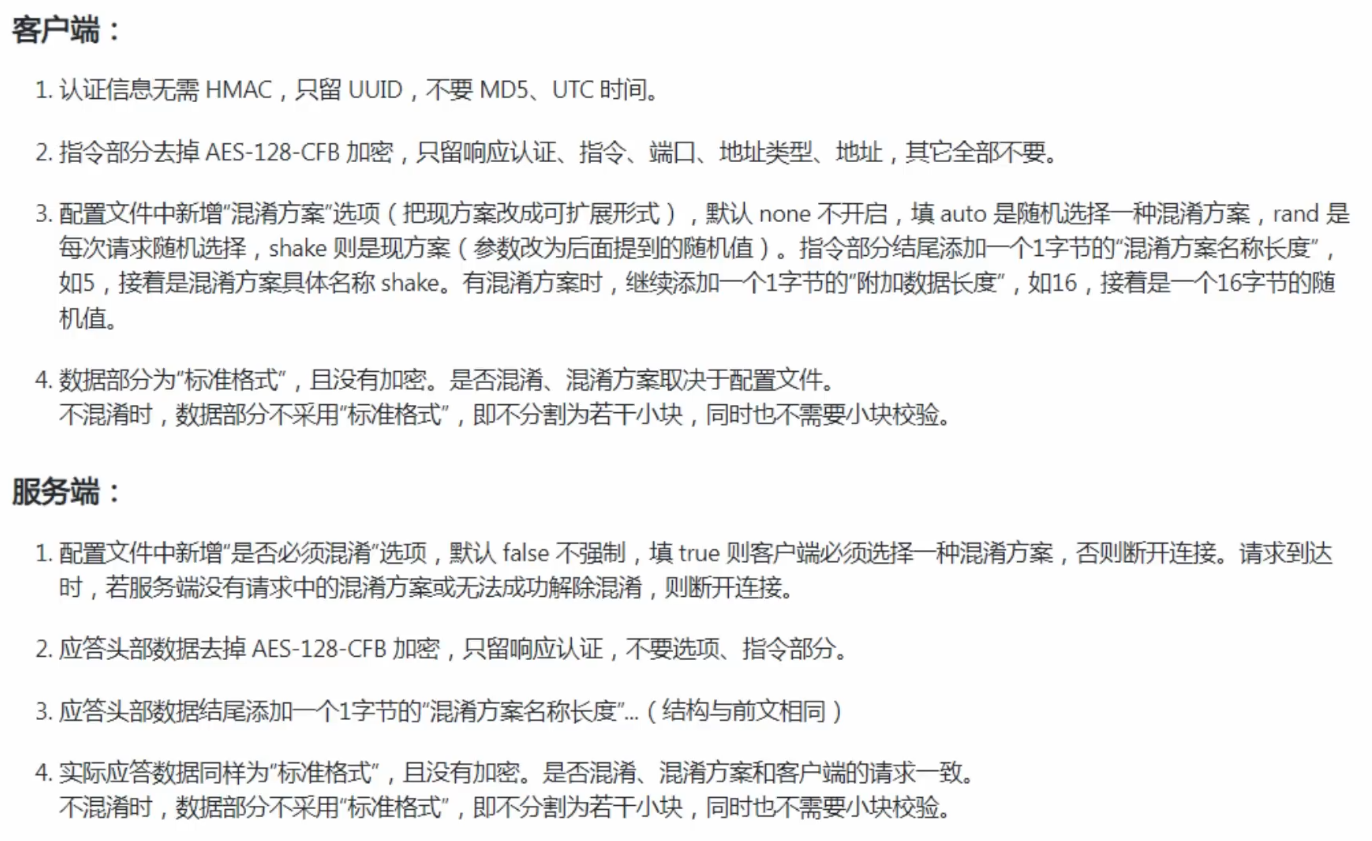 客户端：
1. 认证信息无需 HMAC，只留 UUID，不要 MD5、UTC 时间。
2. 指令部分去掉 AES-128-CFB 加密，只留响应认证、指令、端口、地址类型、地址，其它全部不要。
3. 配置文件中新增“混淆方案”选项（把现方案改成可扩展形式），默认 none 不开启，填 auto 是随机选择一种混淆方案，rand 是
每次请求随机选择，shake 则是现方案（参数改为后面提到的随机值）。指令部分结尾添加一个1字节的“混淆方案名称长度”，
如5，接着是混淆方案具体名称 shake。有混淆方案时，继续添加一个1字节的“附加数据长度”，如16，接着是一个16字节的随
机值。
4. 数据部分为“标准格式”，且没有加密。是否混淆、混淆方案取决于配置文件。
不混淆时，数据部分不采用“标准格式”，即不分割为若干小块，同时也不需要小块校验。
服务端：
1. 配置文件中新增“是否必须混淆”选项，默认 false 不强制，填 true 则客户端必须选择一种混淆方案，否则断开连接。请求到达
时，若服务端没有请求中的混淆方案或无法成功解除混淆，则断开连接。
2. 应答头部数据去掉 AES-128-CFB 加密，只留响应认证，不要选项、指令部分。
3. 应答头部数据结尾添加一个1字节的“混淆方案名称长度”...（结构与前文相同）
4. 实际应答数据同样为“标准格式”，且没有加密。是否混淆、混淆方案和客户端的请求一致。
不混淆时，数据部分不采用“标准格式”，即不分割为若干小块，同时也不需要小块校验。